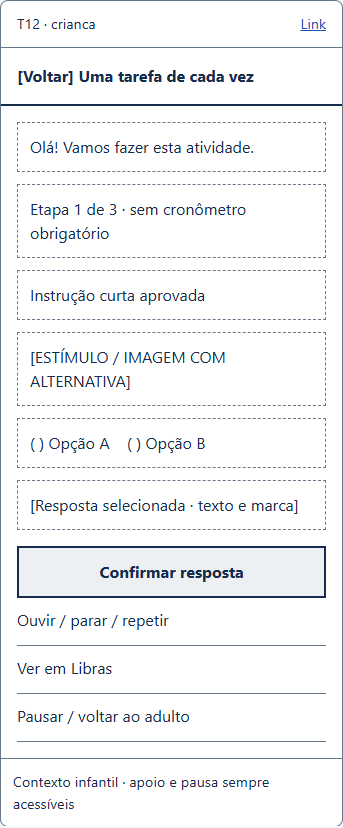 T12 · crianca
Link
[Voltar] Uma tarefa de cada vez
Olá! Vamos fazer esta atividade.
Etapa 1 de 3 · sem cronômetro
obrigatório
Instrução curta aprovada
[ESTÍMULO / IMAGEM COM
ALTERNATIVA]
( ) Opção A ( ) Opção B
[Resposta selecionada · texto e marca]
Confirmar resposta
Ouvir / parar / repetir
Ver em Libras
Pausar / voltar ao adulto
Contexto infantil · apoio e pausa sempre
acessíveis